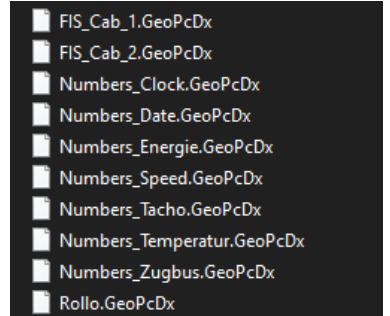 FIS_Cab_1.GeoPcDx
FIS_Cab_2.GeoPcDx
Numbers_Clock.GeoPcDx
Numbers_Date.GeoPcDx
Numbers_Energie.GeoPcDx
Numbers_Speed.GeoPcDx
Numbers_Tacho.GeoPcDx
Numbers_Temperatur.GeoPcDx
Numbers_Zugbus.GeoPcDx
Rollo.GeoPcDx